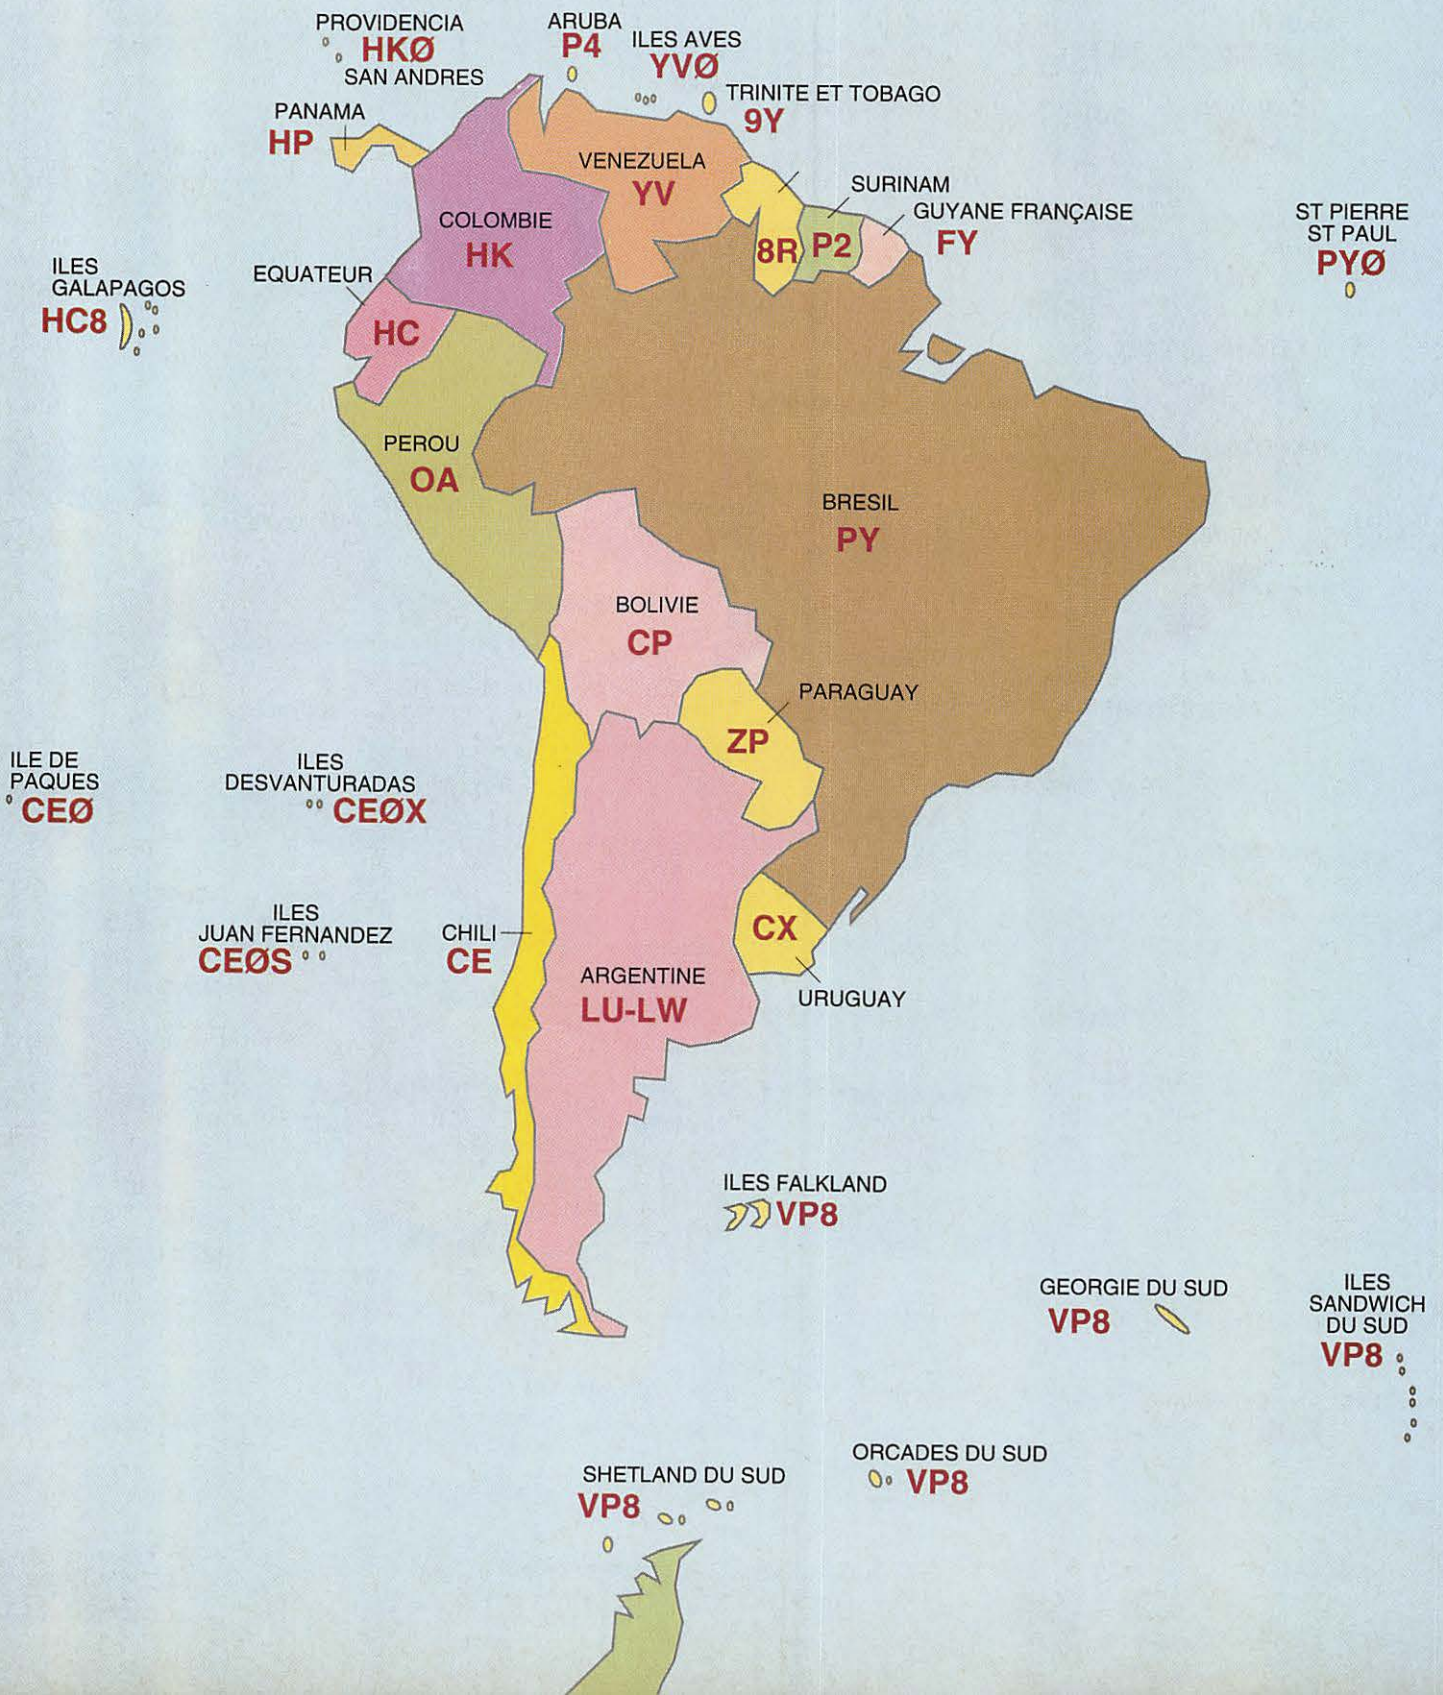 PROVIDENCIA
HKØ
SAN ANDRES
ARUBA
P4
ILES AVES
YVØ
TRINITE ET TOBAGO
9Y
PANAMA
HP
VENEZUELA
YV
COLOMBIE
HK
8R
SURINAM
P2
GUYANE FRANÇAISE
FY
ST PIERRE
ST PAUL
PYØ
ILES
GALAPAGOS
HC8
EQUATEUR
HC
PEROU
OA
BRESIL
PY
BOLIVIE
CP
PARAGUAY
ZP
ILE DE
PAQUES
CEØ
ILES
DESVANTURADAS
CEØX
ILES
JUAN FERNANDEZ
CEØS
CHILI
CE
ARGENTINE
LU-LW
CX
URUGUAY
ILES FALKLAND
VP8
GEORGIE DU SUD
VP8
ILES
SANDWICH
DU SUD
VP8
ORCADES DU SUD
VP8
SHETLAND DU SUD
VP8